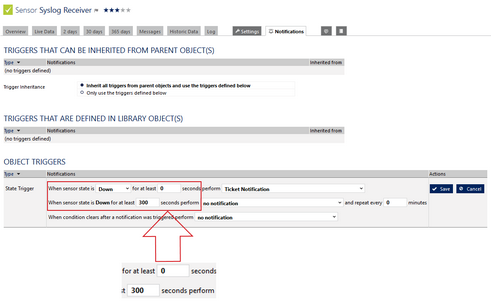 Sensor Syslog Receiver
Overview Live Data 2 days 30 days 365 days Messages Historic Data Log Settings Notifications
TRIGGERS THAT CAN BE INHERITED FROM PARENT OBJECT(S)
Type Notifications Inherited from
(no triggers defined)
Trigger Inheritance
Inherit all triggers from parent objects and use the triggers defined below
Only use the triggers defined below
TRIGGERS THAT ARE DEFINED IN LIBRARY OBJECT(S)
Type Notifications Inherited from
(no triggers defined)
OBJECT TRIGGERS
Type Notifications Actions
State Trigger When sensor state is Down for at least 0 seconds perform Ticket Notification Save Cancel
When sensor state is Down for at least 300 seconds perform no notification and repeat every 0 minutes
When condition clears after a notification was triggered perform no notification
for at least 0 seconds
t 300 seconds perform